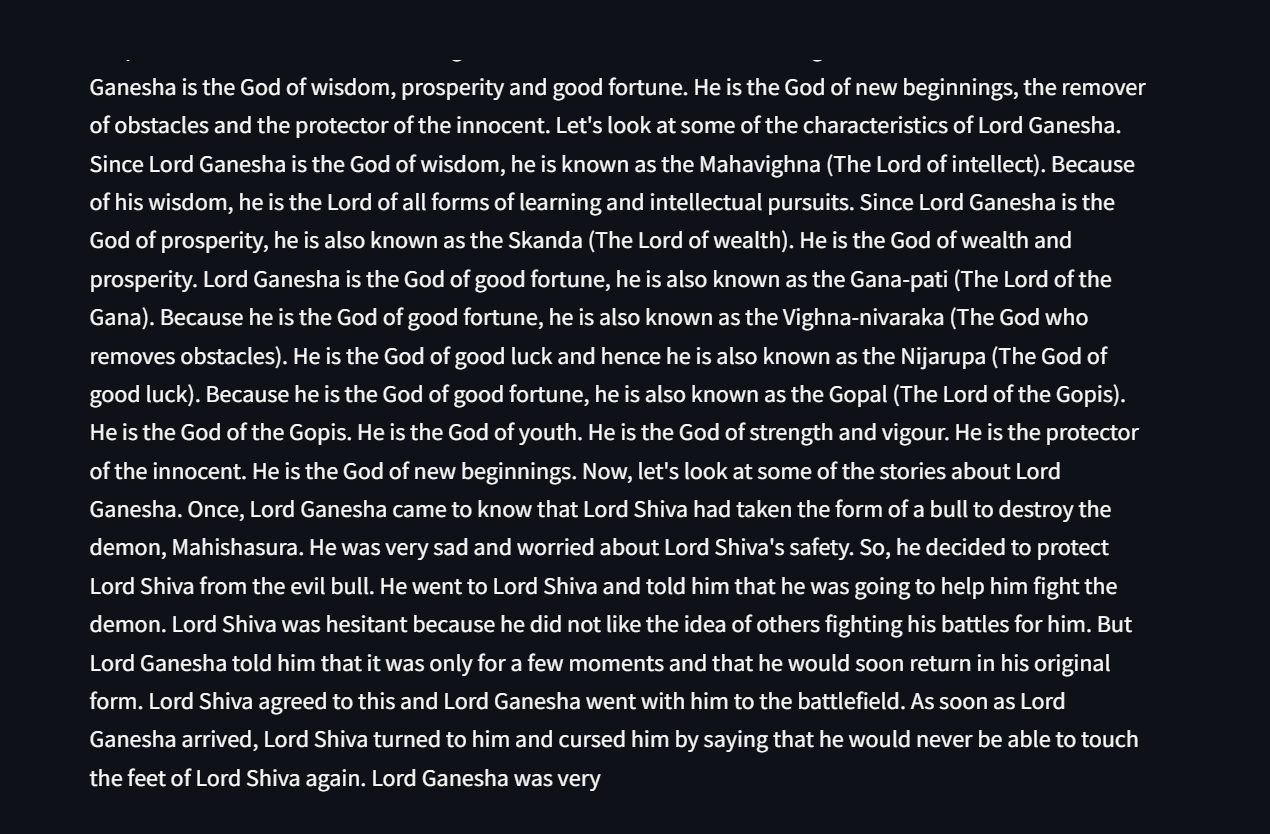 Ganesha is the God of wisdom, prosperity and good fortune. He is the God of new beginnings, the remover
of obstacles and the protector of the innocent. Let's look at some of the characteristics of Lord Ganesha.
Since Lord Ganesha is the God of wisdom, he is known as the Mahavighna (The Lord of intellect). Because
of his wisdom, he is the Lord of all forms of learning and intellectual pursuits. Since Lord Ganesha is the
God of prosperity, he is also known as the Skanda (The Lord of wealth). He is the God of wealth and
prosperity. Lord Ganesha is the God of good fortune, he is also known as the Gana-pati (The Lord of the
Gana). Because he is the God of good fortune, he is also known as the Vighna-nivaraka (The God who
removes obstacles). He is the God of good luck and hence he is also known as the Nijarupa (The God of
good luck). Because he is the God of good fortune, he is also known as the Gopal (The Lord of the Gopis).
He is the God of the Gopis. He is the God of youth. He is the God of strength and vigour. He is the protector
of the innocent. He is the God of new beginnings. Now, let's look at some of the stories about Lord
Ganesha. Once, Lord Ganesha came to know that Lord Shiva had taken the form of a bull to destroy the
demon, Mahishasura. He was very sad and worried about Lord Shiva's safety. So, he decided to protect
Lord Shiva from the evil bull. He went to Lord Shiva and told him that he was going to help him fight the
demon. Lord Shiva was hesitant because he did not like the idea of others fighting his battles for him. But
Lord Ganesha told him that it was only for a few moments and that he would soon return in his original
form. Lord Shiva agreed to this and Lord Ganesha went with him to the battlefield. As soon as Lord
Ganesha arrived, Lord Shiva turned to him and cursed him by saying that he would never be able to touch
the feet of Lord Shiva again. Lord Ganesha was very